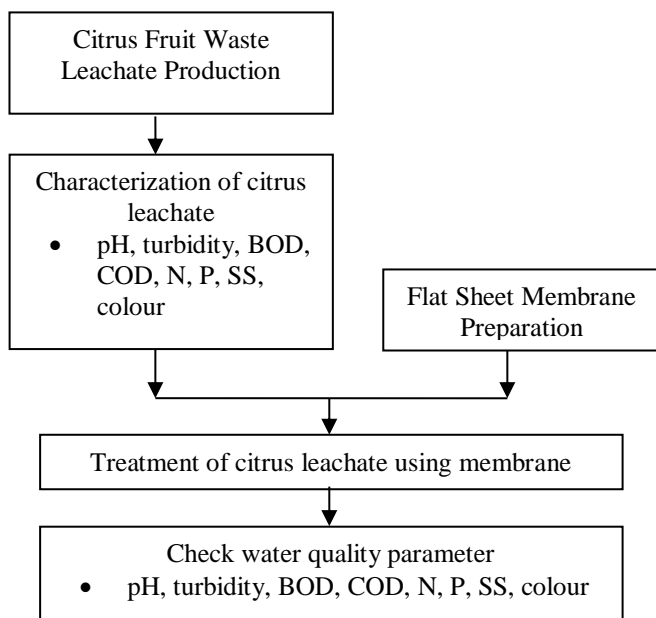 Citrus Fruit Waste
Leachate Production
Characterization of citrus
leachate
• pH, turbidity, BOD,
COD, N, P, SS,
colour
Flat Sheet Membrane
Preparation
Treatment of citrus leachate using membrane
Check water quality parameter
• pH, turbidity, BOD, COD, N, P, SS, colour